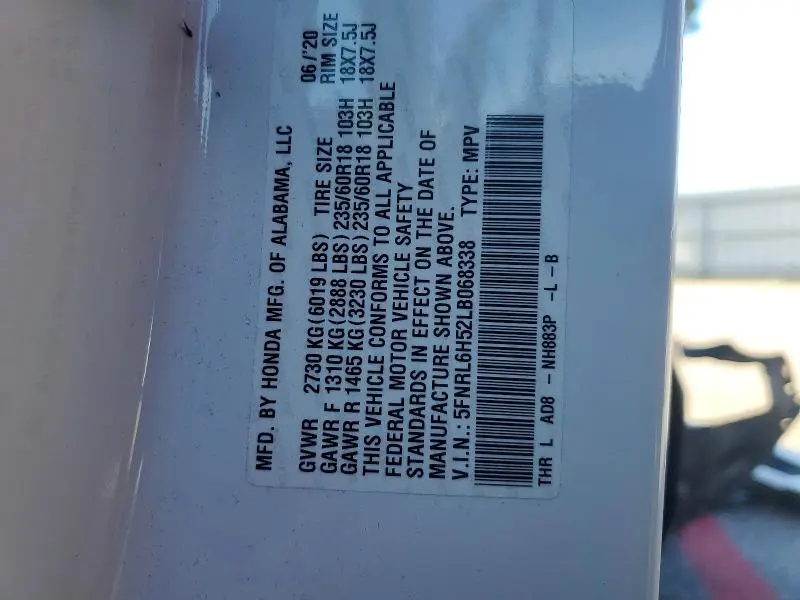 MFD. BY HONDA MFG. OF ALABAMA, LLC 06/'20
GVWR 2730 KG(6019 LBS) TIRE SIZE RIM SIZE
GAWR F 1310 KG(2888 LBS)235/60R18 103H 18X7.5J
GAWR R 1465 KG(3230 LBS)235/60R18 103H 18X7.5J
THIS VEHICLE CONFORMS TO ALL APPLICABLE
FEDERAL MOTOR VEHICLE SAFETY
STANDARDS IN EFFECT ON THE DATE OF
MANUFACTURE SHOWN ABOVE.
V.I.N.: 5FNRL6H52LB068338 TYPE: MPV
THR L AD8 - NH883P -L -B